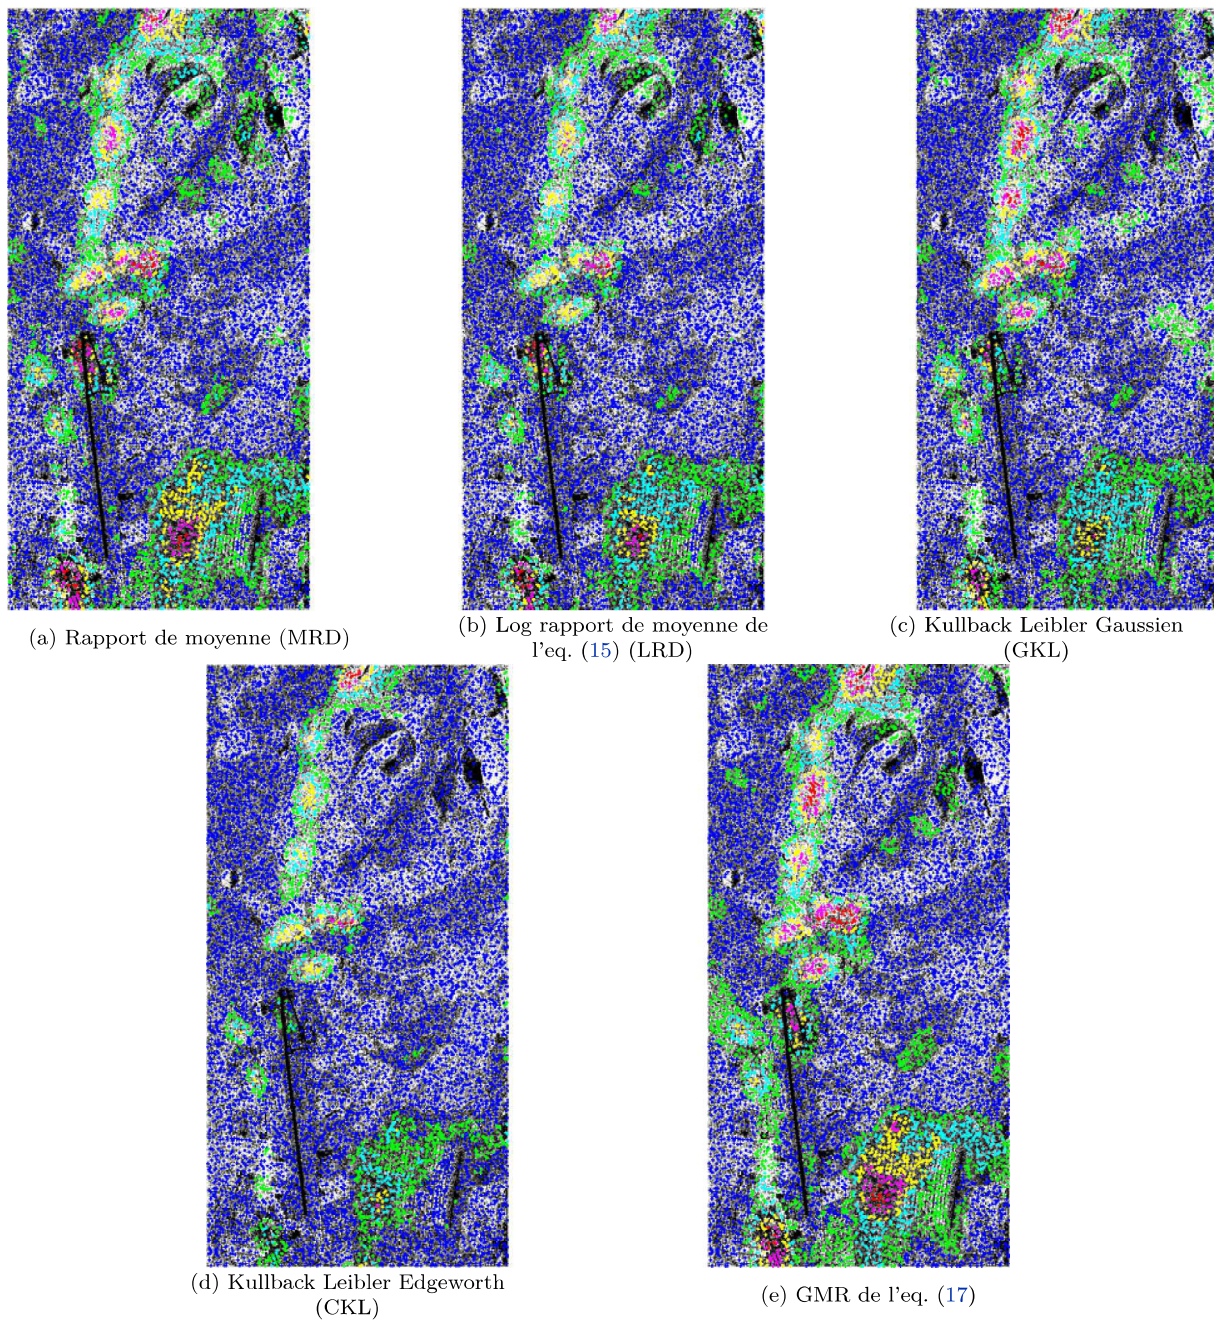 (a) Rapport de moyenne (MRD)
(b) Log rapport de moyenne de
l'eq. (15) (LRD)
(c) Kullback Leibler Gaussien
(GKL)
(d) Kullback Leibler Edgeworth
(CKL)
(e) GMR de l'eq. (17)